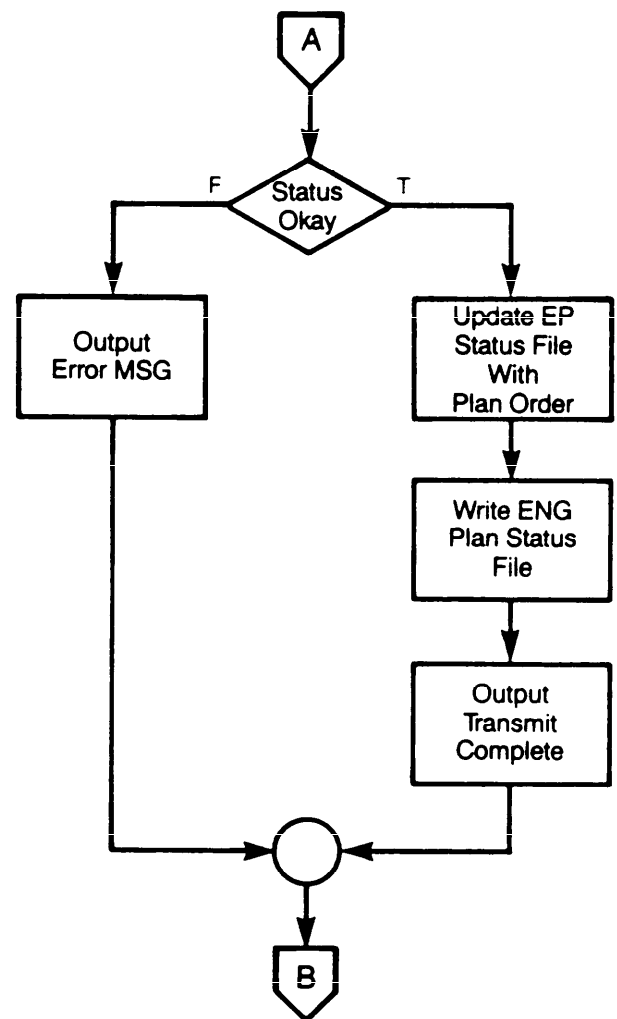 A
F
T
Status
Okay
Output
Error MSG
Update EP
Status File
With
Plan Order
Write ENG
Plan Status
File
Output
Transmit
Complete
B